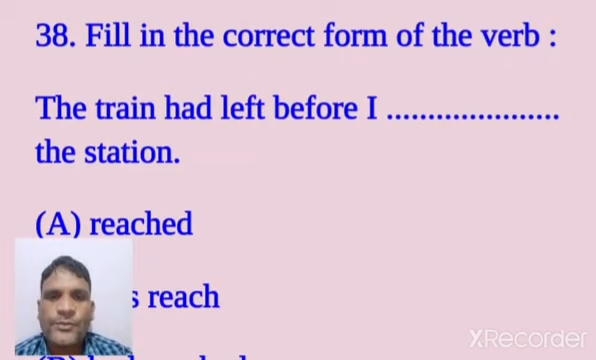 38. Fill in the correct form of the verb :
The train had left before I .....................
the station.
(A) reached
s reach
XRecorder